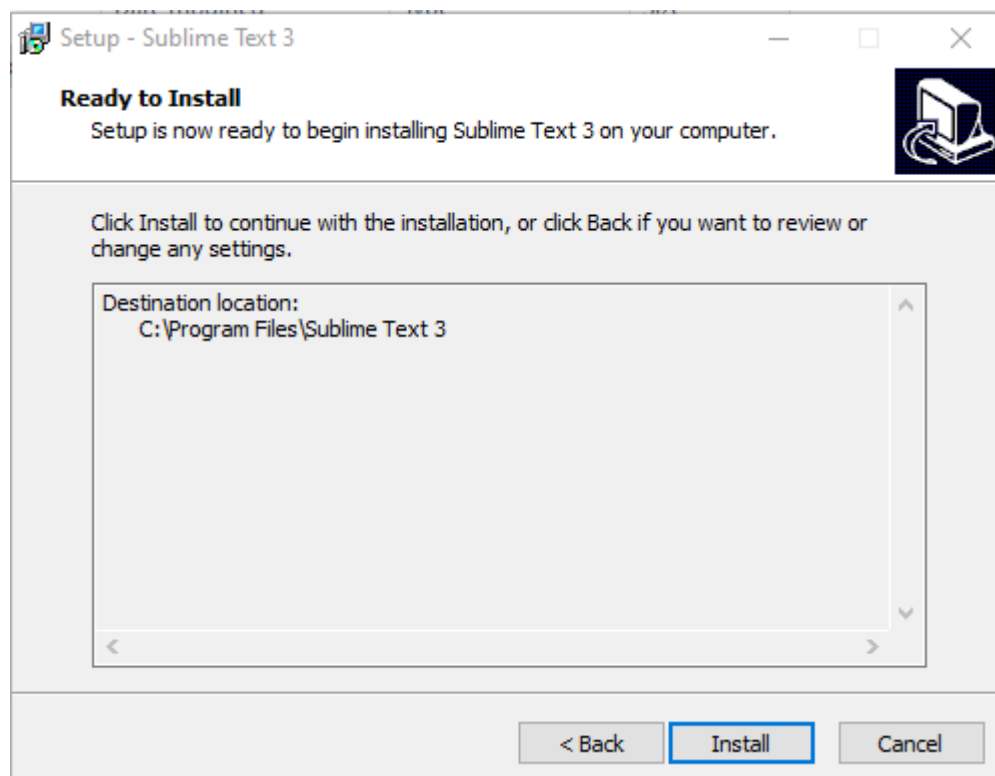 Setup - Sublime Text 3
Ready to Install
Setup is now ready to begin installing Sublime Text 3 on your computer.
Click Install to continue with the installation, or click Back if you want to review or
change any settings.
Destination location:
C:\Program Files\Sublime Text 3
< Back Install Cancel